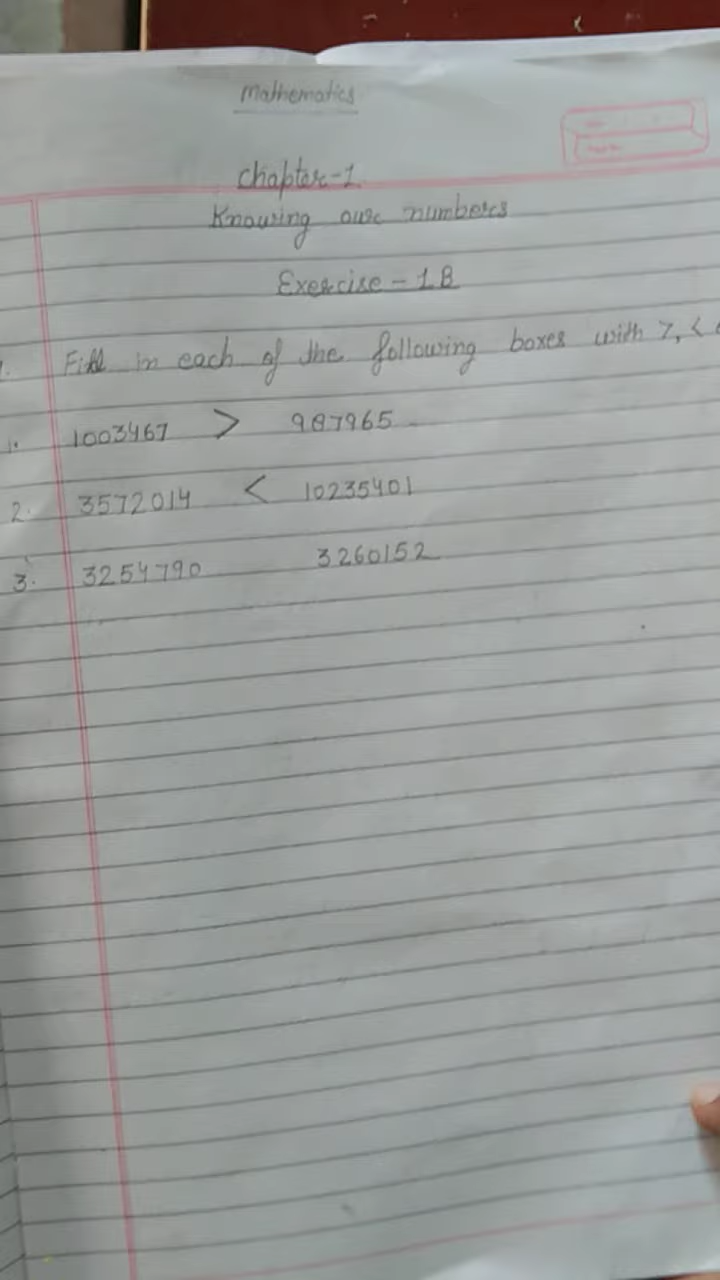 Mathematics
Chapter-1.
Knowing our numbers
Exercise - 1B
1. Fill in each of the following boxes with >, <
1. 1003467 > 987965
2. 3572014 < 10235401
3. 3254790 3260152